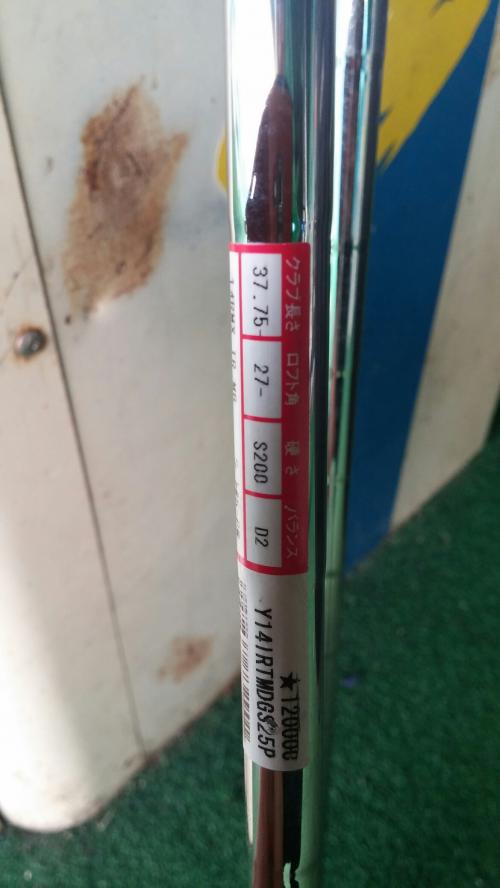 クラブ長さ ロフト角 硬さ バランス
37.75- 27- S200 D2
★120000
Y14IRTMDGS25P